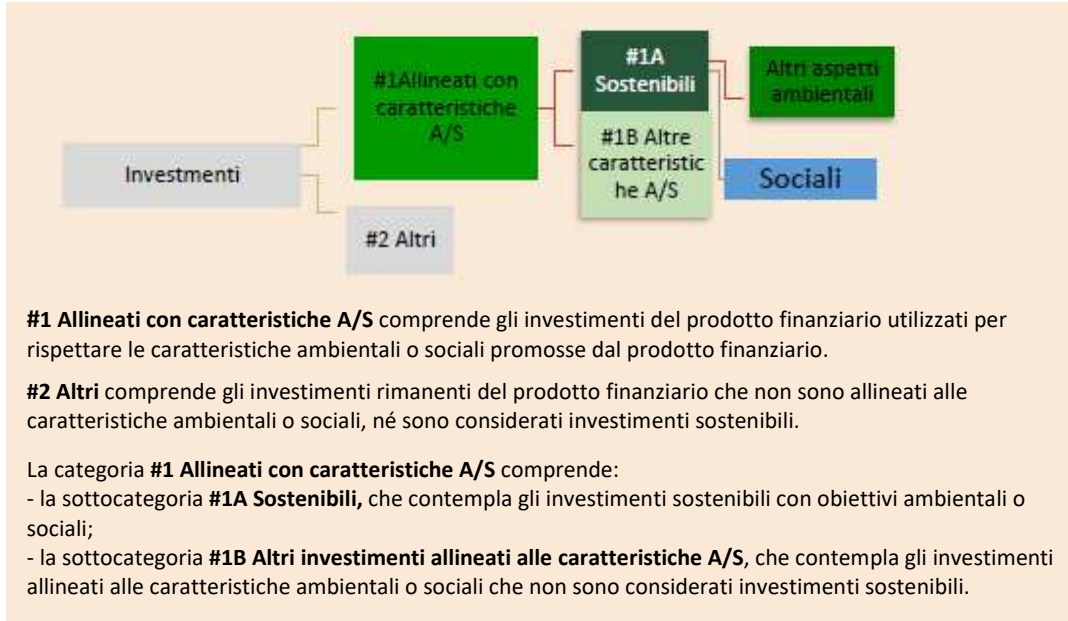 #1Allineati con
caratteristiche
A/S
#1A
Sostenibili
Altri aspetti
ambientali
#1B Altre
caratteristic
he A/S
Investmenti
Sociali
#2 Altri
#1 Allineati con caratteristiche A/S comprende gli investimenti del prodotto finanziario utilizzati per
rispettare le caratteristiche ambientali o sociali promosse dal prodotto finanziario.
#2 Altri comprende gli investimenti rimanenti del prodotto finanziario che non sono allineati alle
caratteristiche ambientali o sociali, né sono considerati investimenti sostenibili.
La categoria #1 Allineati con caratteristiche A/S comprende:
- la sottocategoria #1A Sostenibili, che contempla gli investimenti sostenibili con obiettivi ambientali o
sociali;
- la sottocategoria #1B Altri investimenti allineati alle caratteristiche A/S, che contempla gli investimenti
allineati alle caratteristiche ambientali o sociali che non sono considerati investimenti sostenibili.